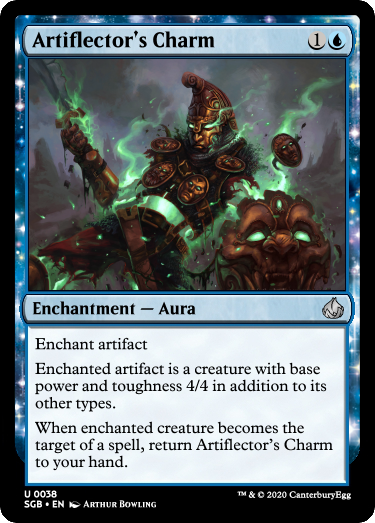 Artiflector's Charm 1
Enchantment — Aura
Enchant artifact
Enchanted artifact is a creature with base
power and toughness 4/4 in addition to its
other types.
When enchanted creature becomes the
target of a spell, return Artiflector's Charm
to your hand.
U 0038
SGB • EN Arthur Bowling
™ & © 2020 CanterburyEgg